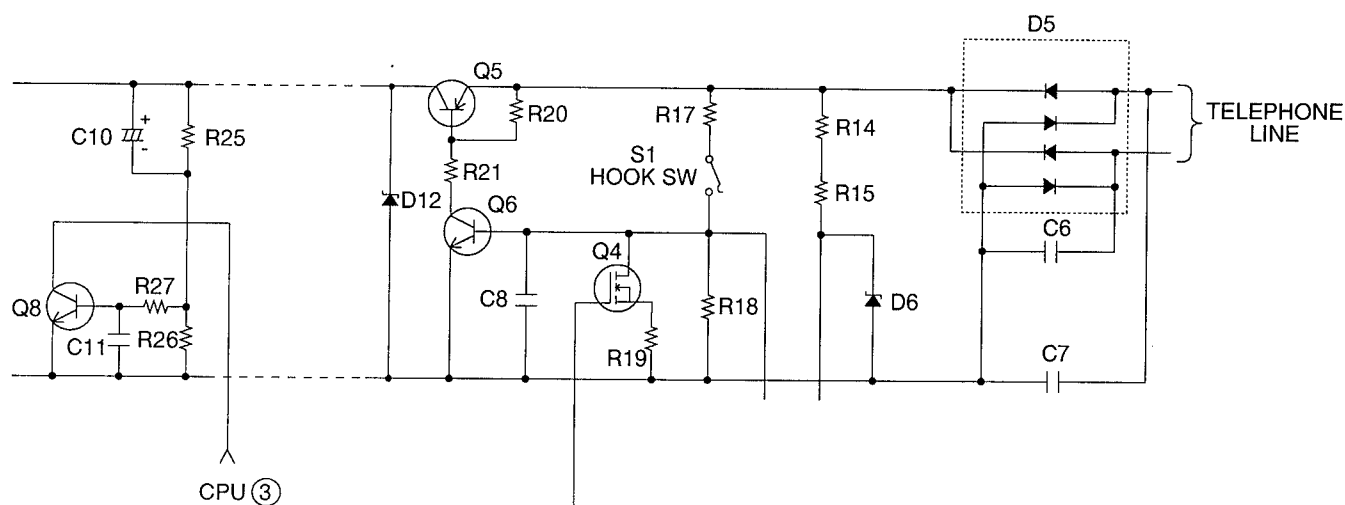 D5
Q5
C10
+
-
R25
R20
R17
R14
TELEPHONE
LINE
S1
HOOK SW
R21
D12
Q6
R15
Q4
C6
Q8
R27
C11
R26
C8
R19
R18
D6
C7
CPU ③